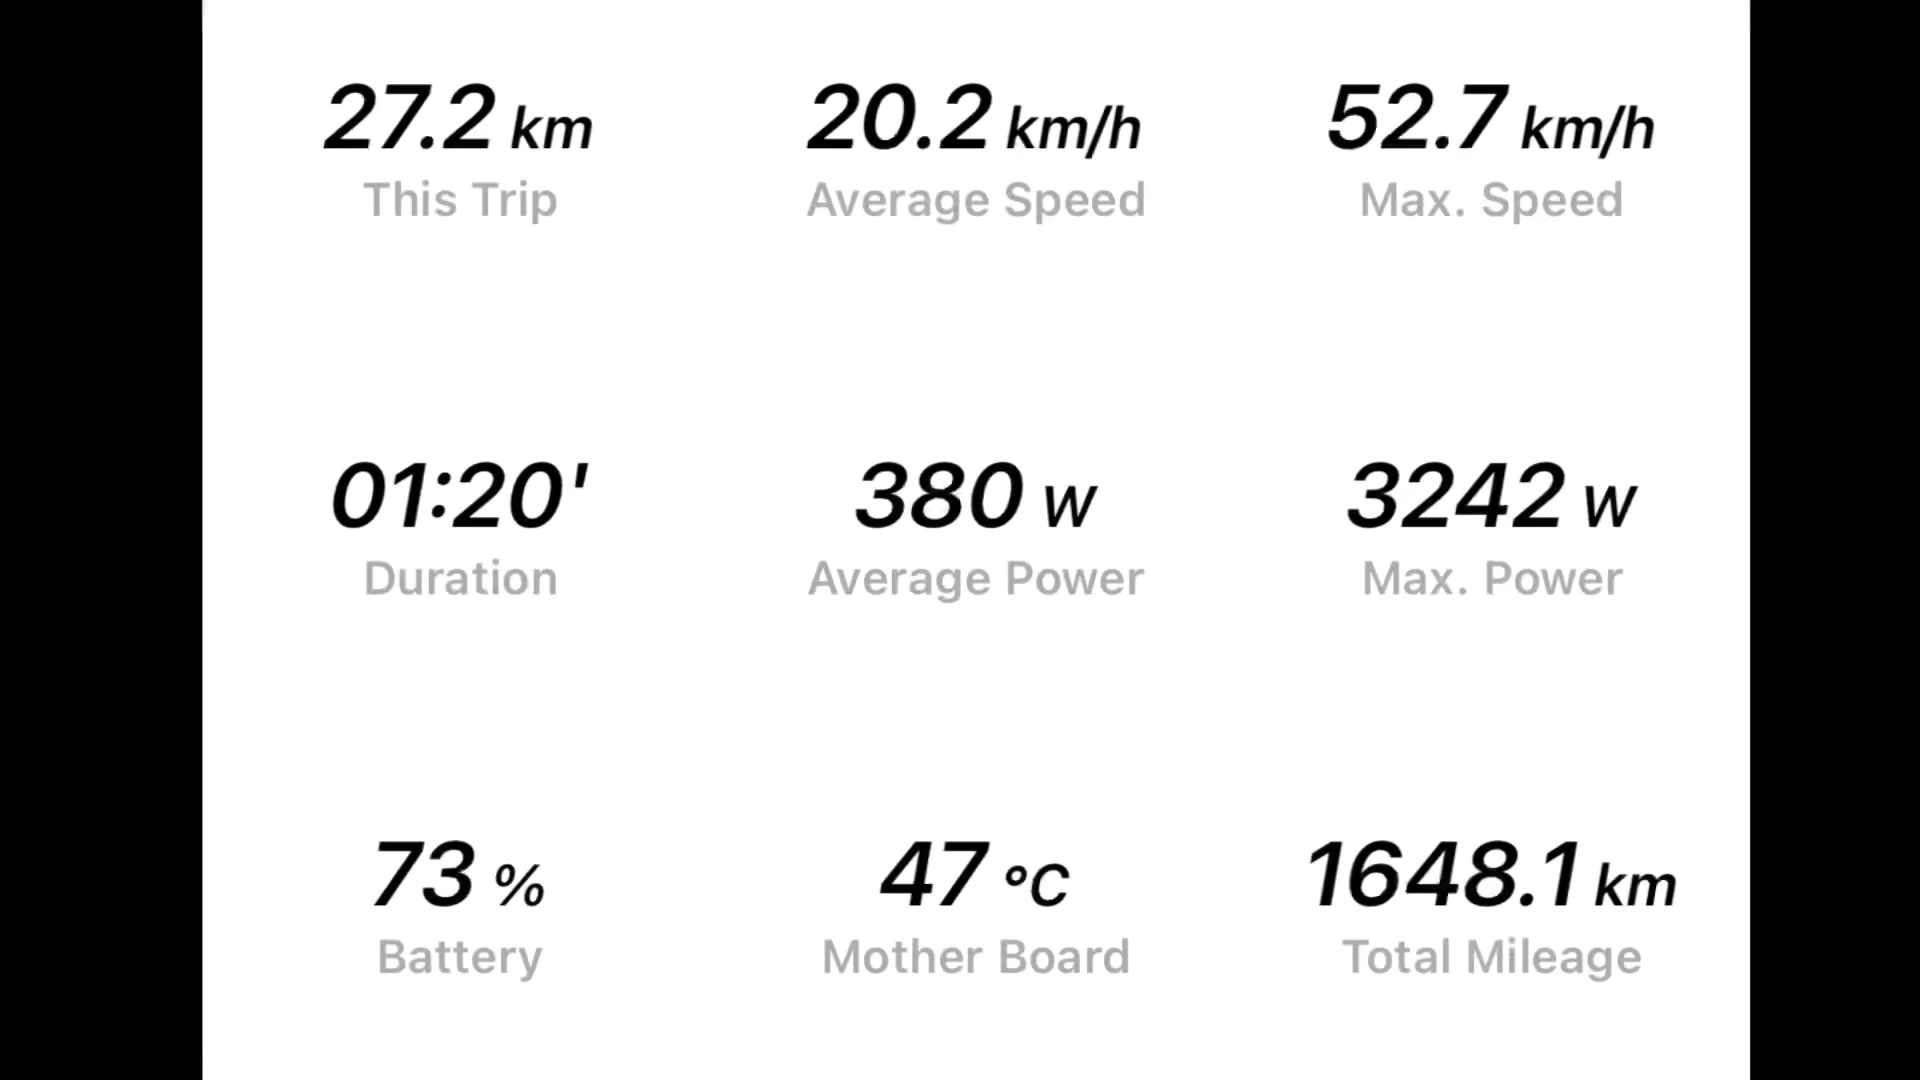 27.2 km 20.2 km/h 52.7 km/h
This Trip Average Speed Max. Speed
01:20' 380 W 3242 W
Duration Average Power Max. Power
73 % 47 °C 1648.1 km
Battery Mother Board Total Mileage